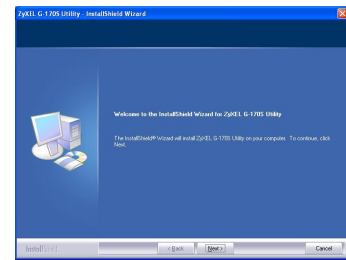 ZyXEL G-170S Utility - InstallShield Wizard
Welcome to the InstallShield Wizard for ZyXEL G-170S Utility
The InstallShield® Wizard will install ZyXEL G-170S Utility on your computer. To continue, click
Next.
InstallShield
< Back
Next >
Cancel